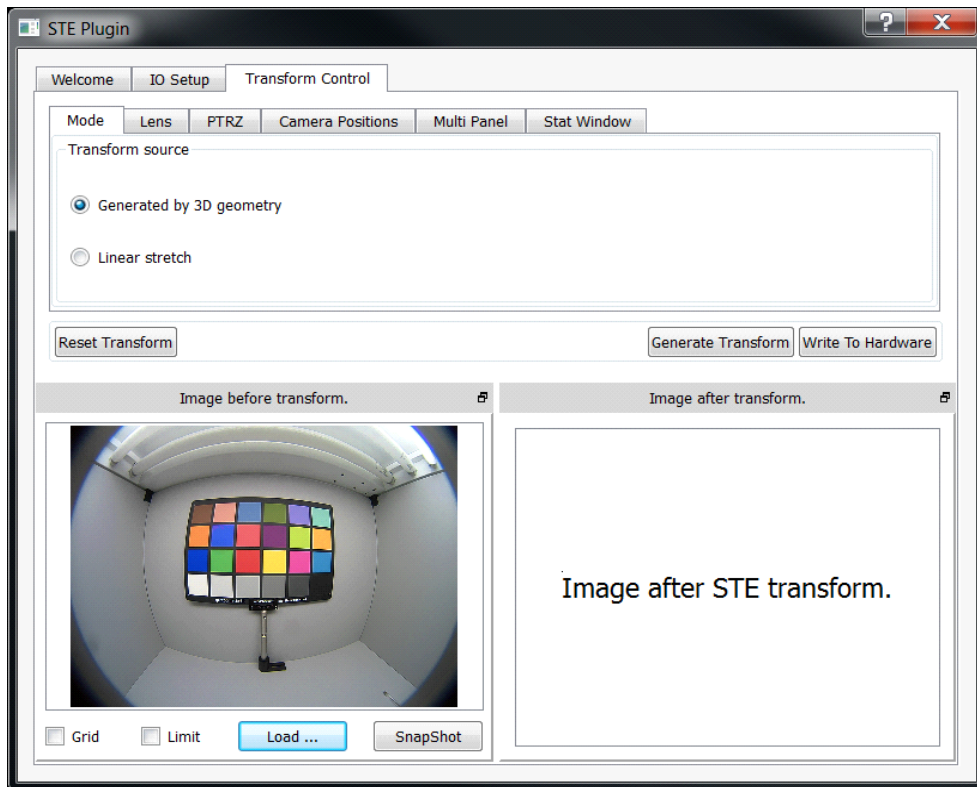 STE Plugin
?
X
Welcome IO Setup Transform Control
Mode Lens PTRZ Camera Positions Multi Panel Stat Window
Transform source
Generated by 3D geometry
Linear stretch
Reset Transform Generate Transform Write To Hardware
Image before transform. Image after transform.
Image after STE transform.
Grid Limit Load ... SnapShot